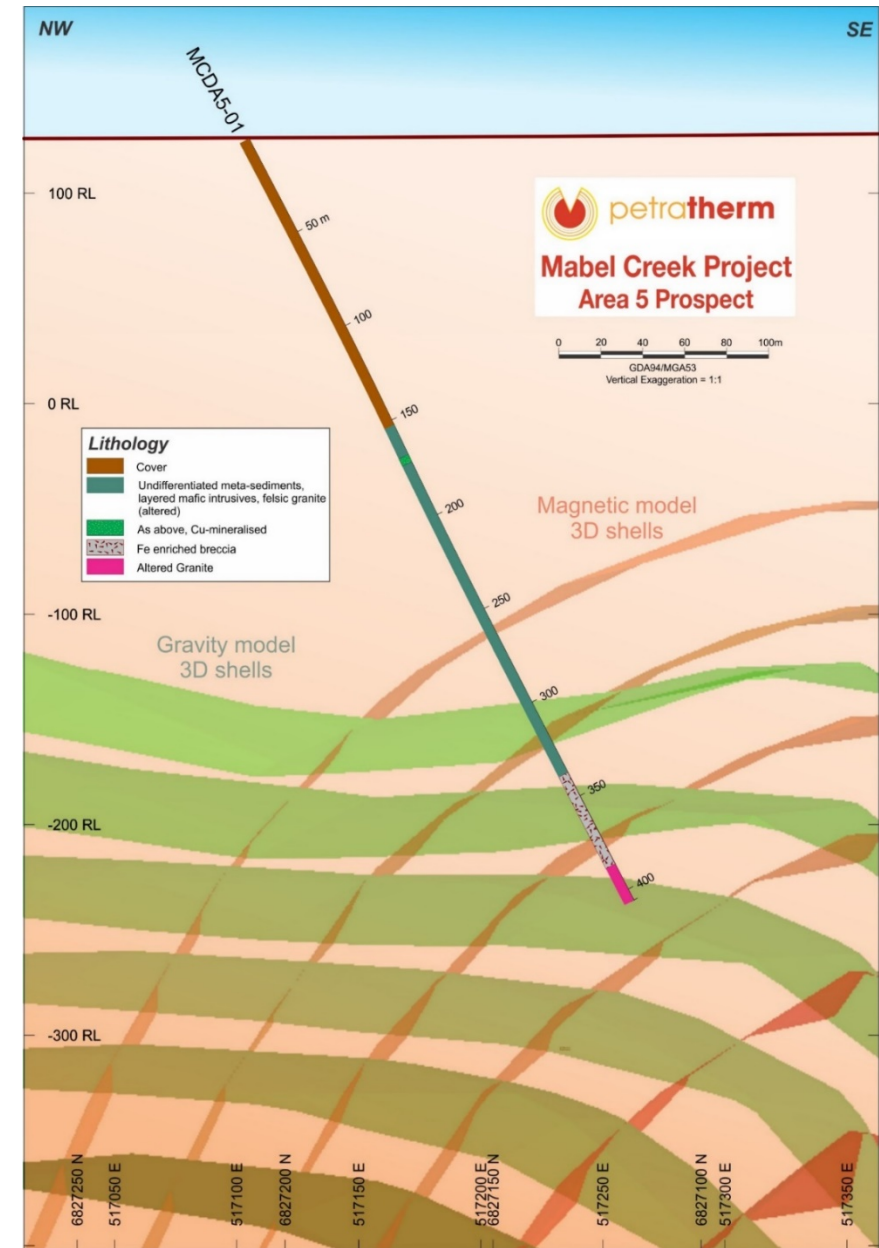 NW
SE
MCDA5-01
100 RL
50 m
petratherm
Mabel Creek Project
Area 5 Prospect
100
0 20 40 60 80 100m
GDA94/MGA53
Vertical Exaggeration = 1:1
0 RL
150
Lithology
Cover
Undifferentiated meta-sediments,
layered mafic intrusives, felsic granite
(altered)
As above, Cu-mineralised
Fe enriched breccia
Altered Granite
200
Magnetic model
3D shells
250
-100 RL
Gravity model
3D shells
300
350
-200 RL
400
-300 RL
6827250 N
517050 E
517100 E
6827200 N
517150 E
517200 E
6827150 N
517250 E
6827100 N
517300 E
517350 E